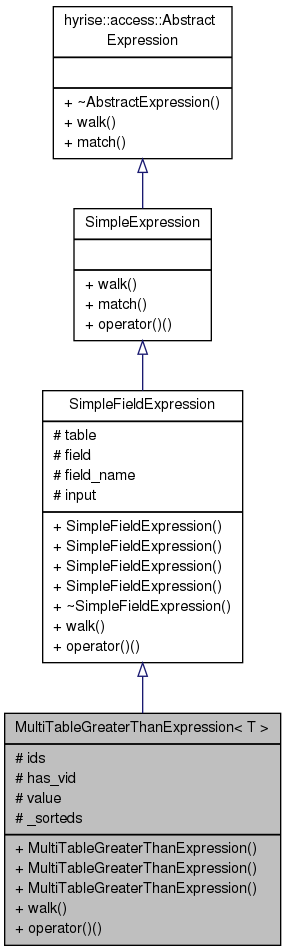 hyrise::access::Abstract
Expression
+ ~AbstractExpression()
+ walk()
+ match()
SimpleExpression
+ walk()
+ match()
+ operator()()
SimpleFieldExpression
# table
# field
# field_name
# input
+ SimpleFieldExpression()
+ SimpleFieldExpression()
+ SimpleFieldExpression()
+ SimpleFieldExpression()
+ ~SimpleFieldExpression()
+ walk()
+ operator()()
MultiTableGreaterThanExpression< T >
# ids
# has_vid
# value
# _sorteds
+ MultiTableGreaterThanExpression()
+ MultiTableGreaterThanExpression()
+ MultiTableGreaterThanExpression()
+ walk()
+ operator()()